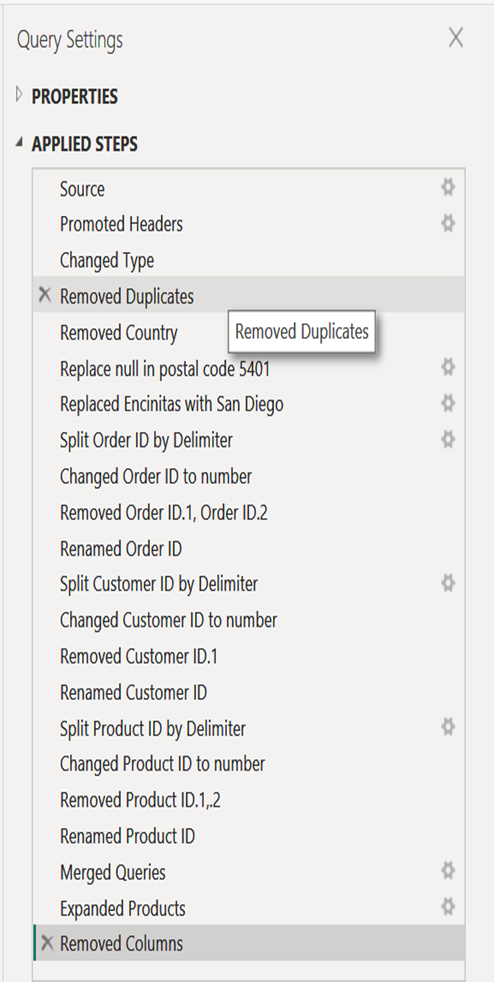 Query Settings
PROPERTIES
APPLIED STEPS
Source
Promoted Headers
Changed Type
Removed Duplicates
Removed Country
Removed Duplicates
Replace null in postal code 5401
Replaced Encinitas with San Diego
Split Order ID by Delimiter
Changed Order ID to number
Removed Order ID.1, Order ID.2
Renamed Order ID
Split Customer ID by Delimiter
Changed Customer ID to number
Removed Customer ID.1
Renamed Customer ID
Split Product ID by Delimiter
Changed Product ID to number
Removed Product ID.1,.2
Renamed Product ID
Merged Queries
Expanded Products
Removed Columns